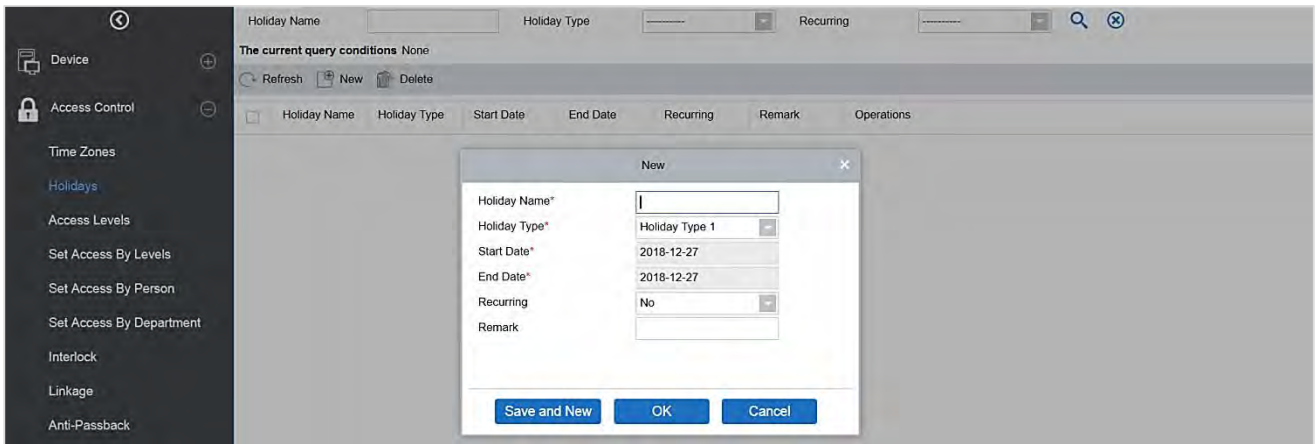 Holiday Name Holiday Type ---------- Recurring ----------
The current query conditions None
Refresh New Delete
Holiday Name Holiday Type Start Date End Date Recurring Remark Operations
Device
Access Control
Time Zones
Holidays
Access Levels
Set Access By Levels
Set Access By Person
Set Access By Department
Interlock
Linkage
Anti-Passback
New
Holiday Name*
Holiday Type* Holiday Type 1
Start Date* 2018-12-27
End Date* 2018-12-27
Recurring No
Remark
Save and New OK Cancel